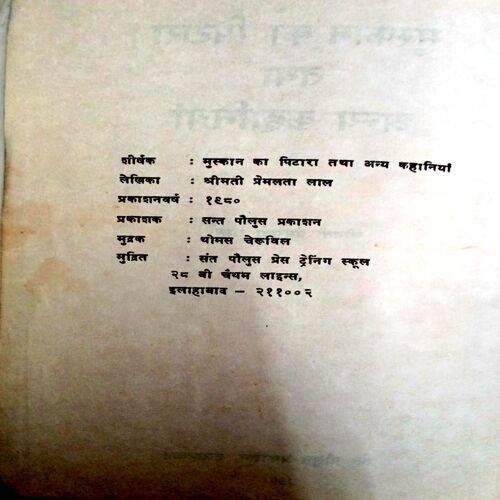 शीर्षक : मुस्कान का पिटारा तथा अन्य कहानियाँ
लेखिका : श्रीमती प्रेमलता लाल
प्रकाशनवर्ष : १९८०
प्रकाशक : सन्त पौलुस प्रकाशन
मुद्रक : थोमस चेरूविल
मुद्रित : संत पौलुस प्रेस ट्रेनिंग स्कूल
२८ बी चैथम लाइन्स,
इलाहाबाद – २११००२